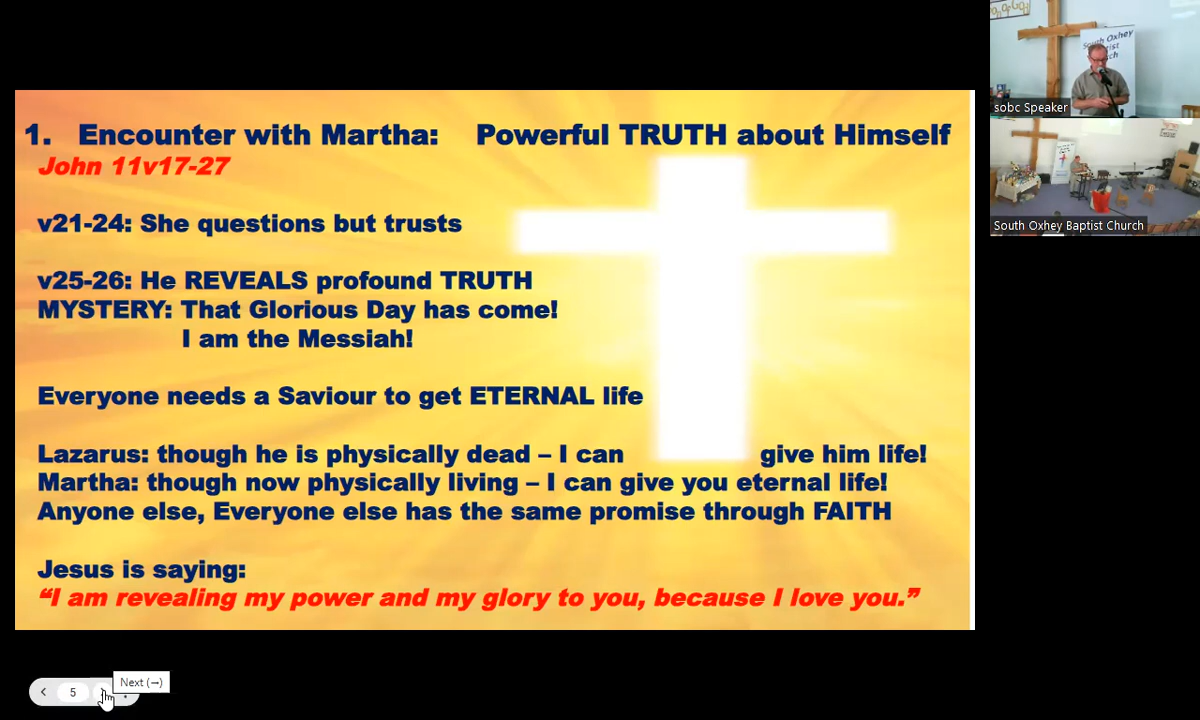 1. Encounter with Martha: Powerful TRUTH about Himself
John 11v17-27
v21-24: She questions but trusts
v25-26: He REVEALS profound TRUTH
MYSTERY: That Glorious Day has come!
I am the Messiah!
Everyone needs a Saviour to get ETERNAL life
Lazarus: though he is physically dead – I can give him life!
Martha: though now physically living – I can give you eternal life!
Anyone else, Everyone else has the same promise through FAITH
Jesus is saying:
“I am revealing my power and my glory to you, because I love you.”
5
Next (→)
South Oxhey
sobc Speaker
South Oxhey Baptist Church